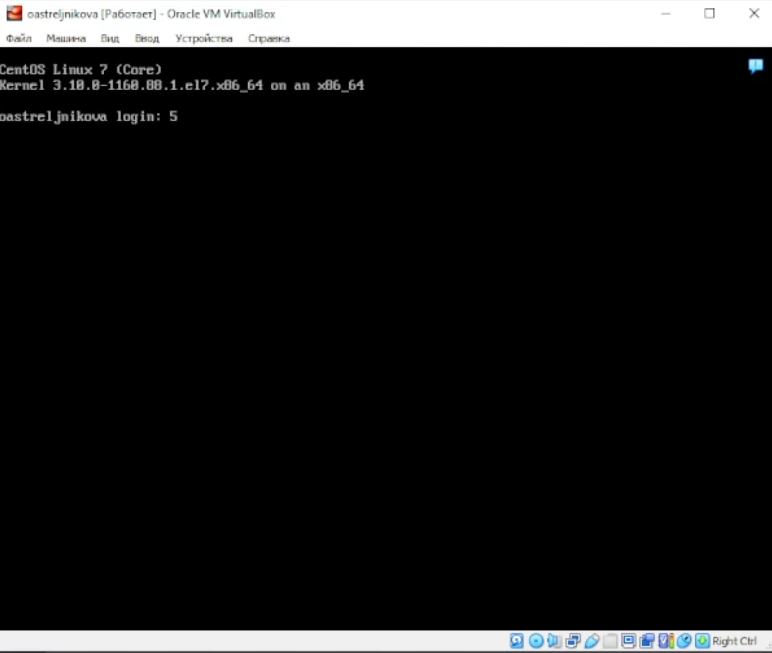 oastreljnikova [Работает] - Oracle VM VirtualBox
Файл Машина Вид Ввод Устройства Справка
CentOS Linux 7 (Core)
Kernel 3.10.0-1160.88.1.el7.x86_64 on an x86_64
oastreljnikova login: 5
Right Ctrl